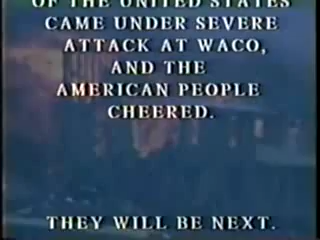 OF THE UNITED STATES
CAME UNDER SEVERE
ATTACK AT WACO,
AND THE
AMERICAN PEOPLE
CHEERED.
THEY WILL BE NEXT.